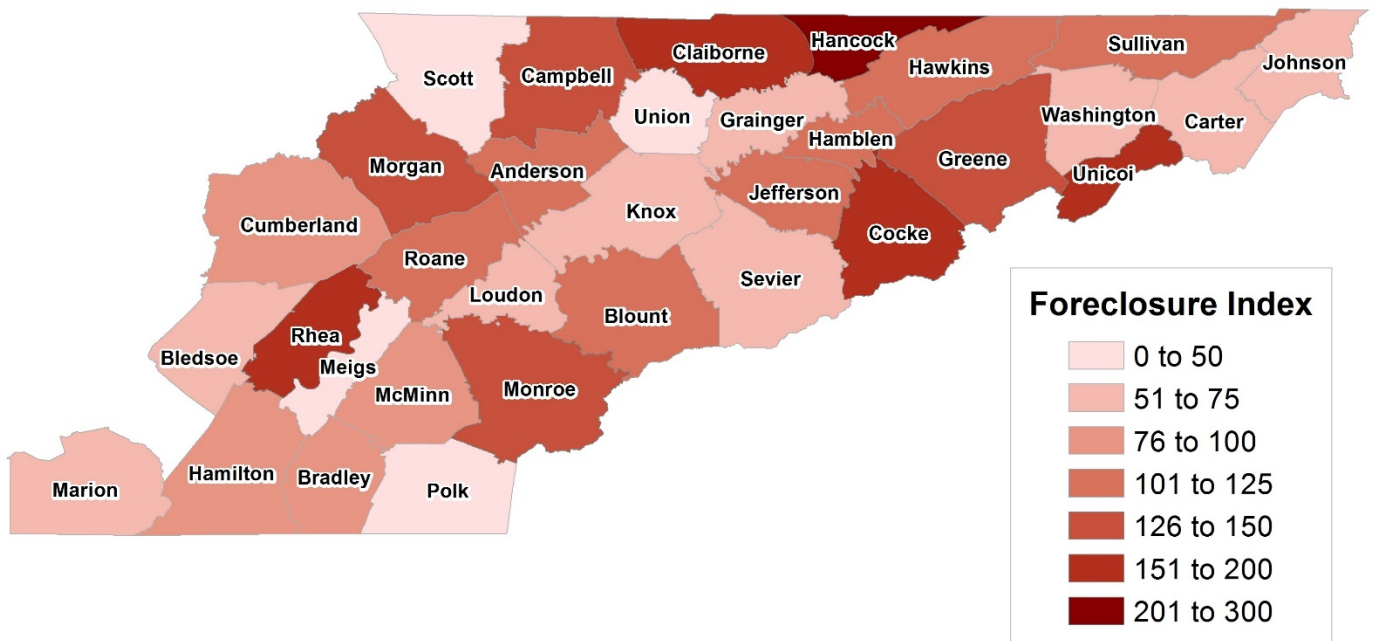 Hancock
Claiborne
Sullivan
Johnson
Scott
Campbell
Hawkins
Union
Grainger
Washington
Carter
Hamblen
Morgan
Anderson
Greene
Unicoi
Jefferson
Knox
Cumberland
Cocke
Roane
Sevier
Loudon
Blount
Rhea
Bledsoe
Meigs
McMinn
Monroe
Hamilton
Bradley
Marion
Polk
Foreclosure Index
0 to 50
51 to 75
76 to 100
101 to 125
126 to 150
151 to 200
201 to 300